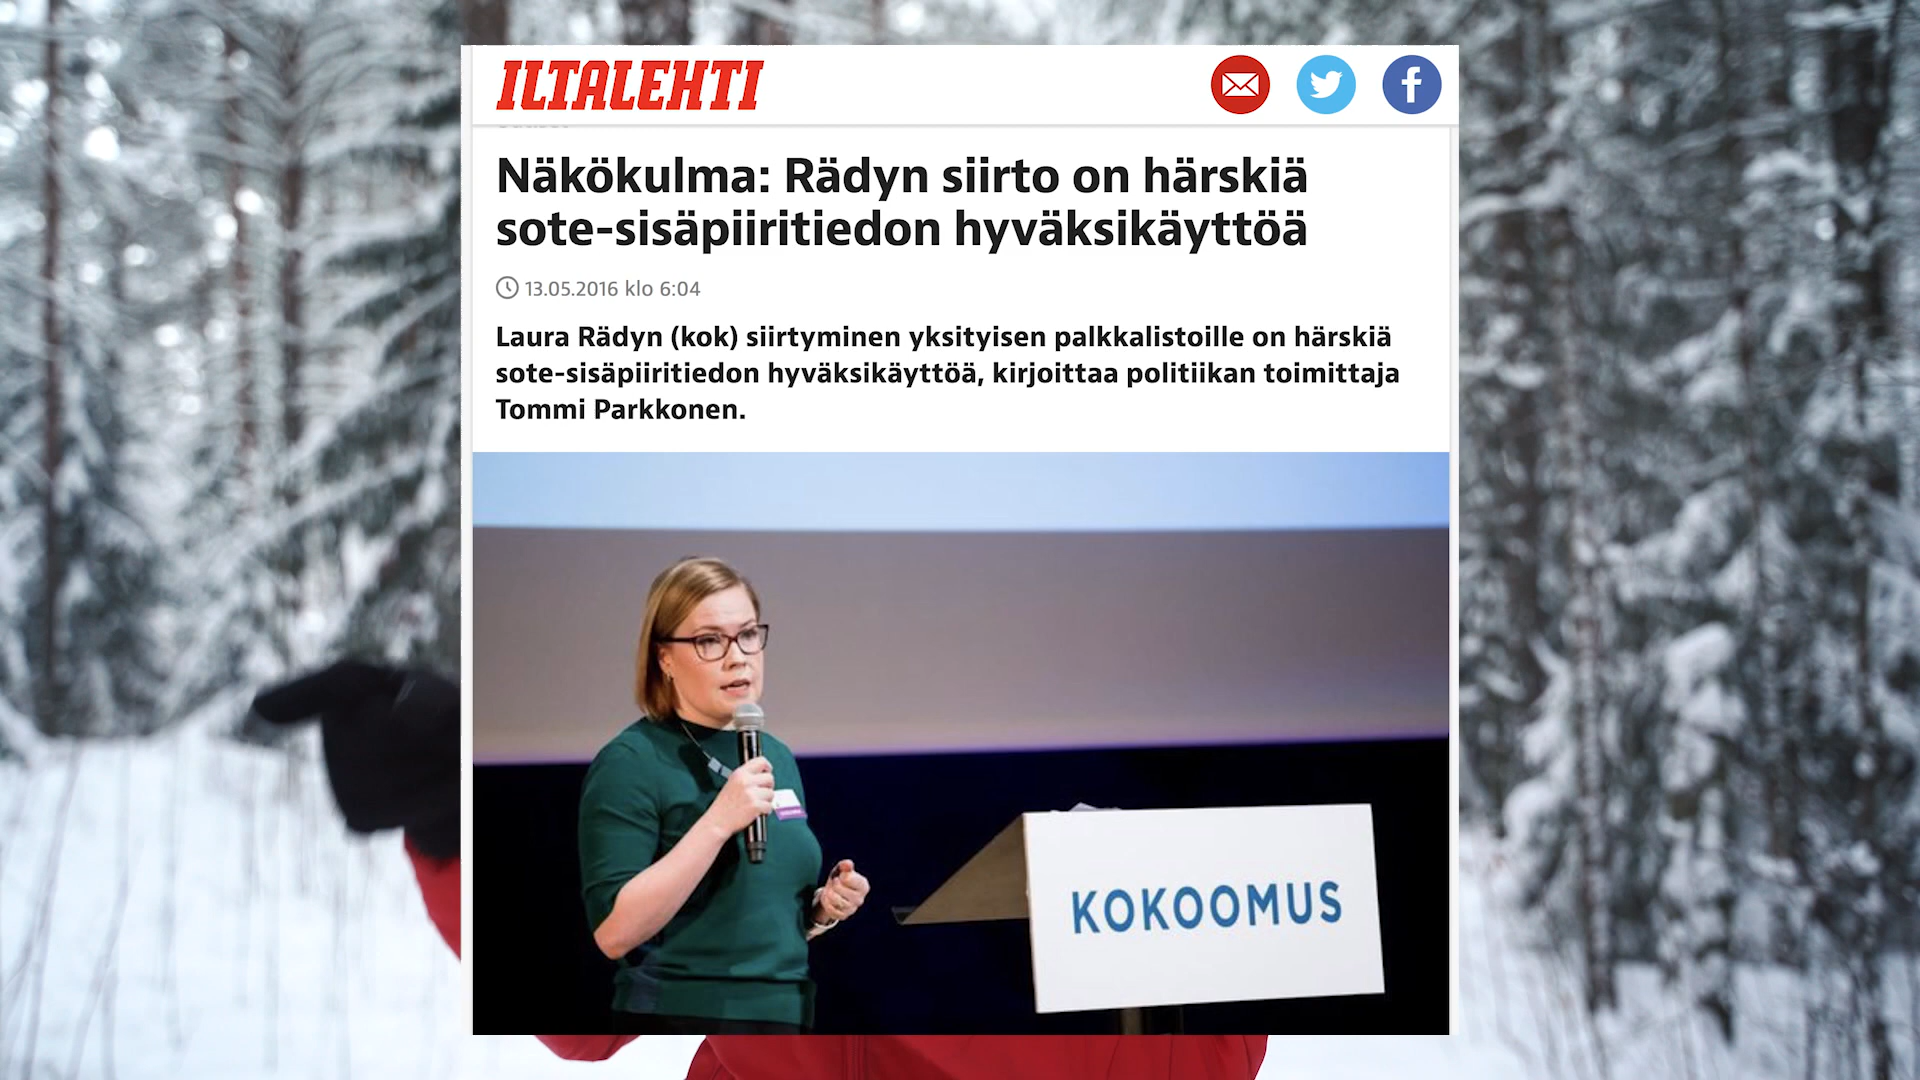 ILTALEHTI
Näkökulma: Rädyn siirto on härskiä
sote-sisäpiiritiedon hyväksikäyttöä
13.05.2016 klo 6:04
Laura Rädyn (kok) siirtyminen yksityisen palkkalistoille on härskiä
sote-sisäpiiritiedon hyväksikäyttöä, kirjoittaa politiikan toimittaja
Tommi Parkkonen.
KOKOOMUS